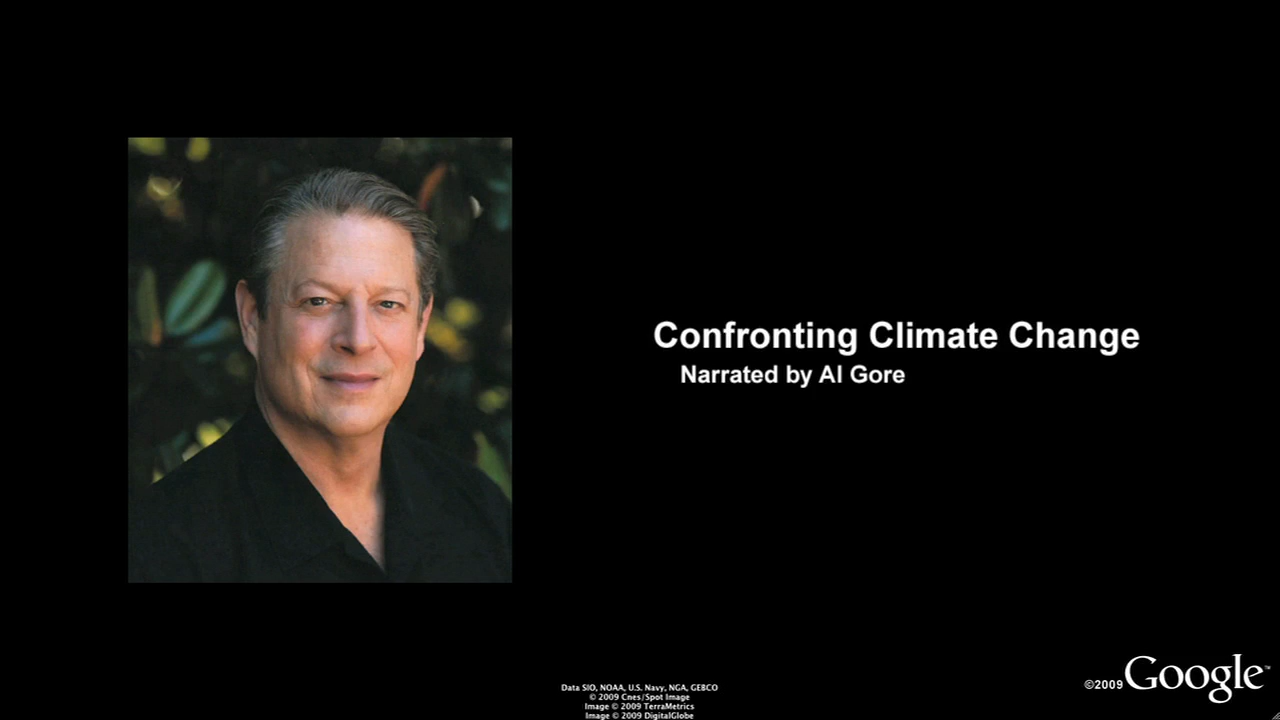 Confronting Climate Change
Narrated by Al Gore
Data SIO, NOAA, U.S. Navy, NGA, GEBCO
© 2009 Cnes/Spot Image
Image © 2009 TerraMetrics
Image © 2009 DigitalGlobe
©2009 Google™